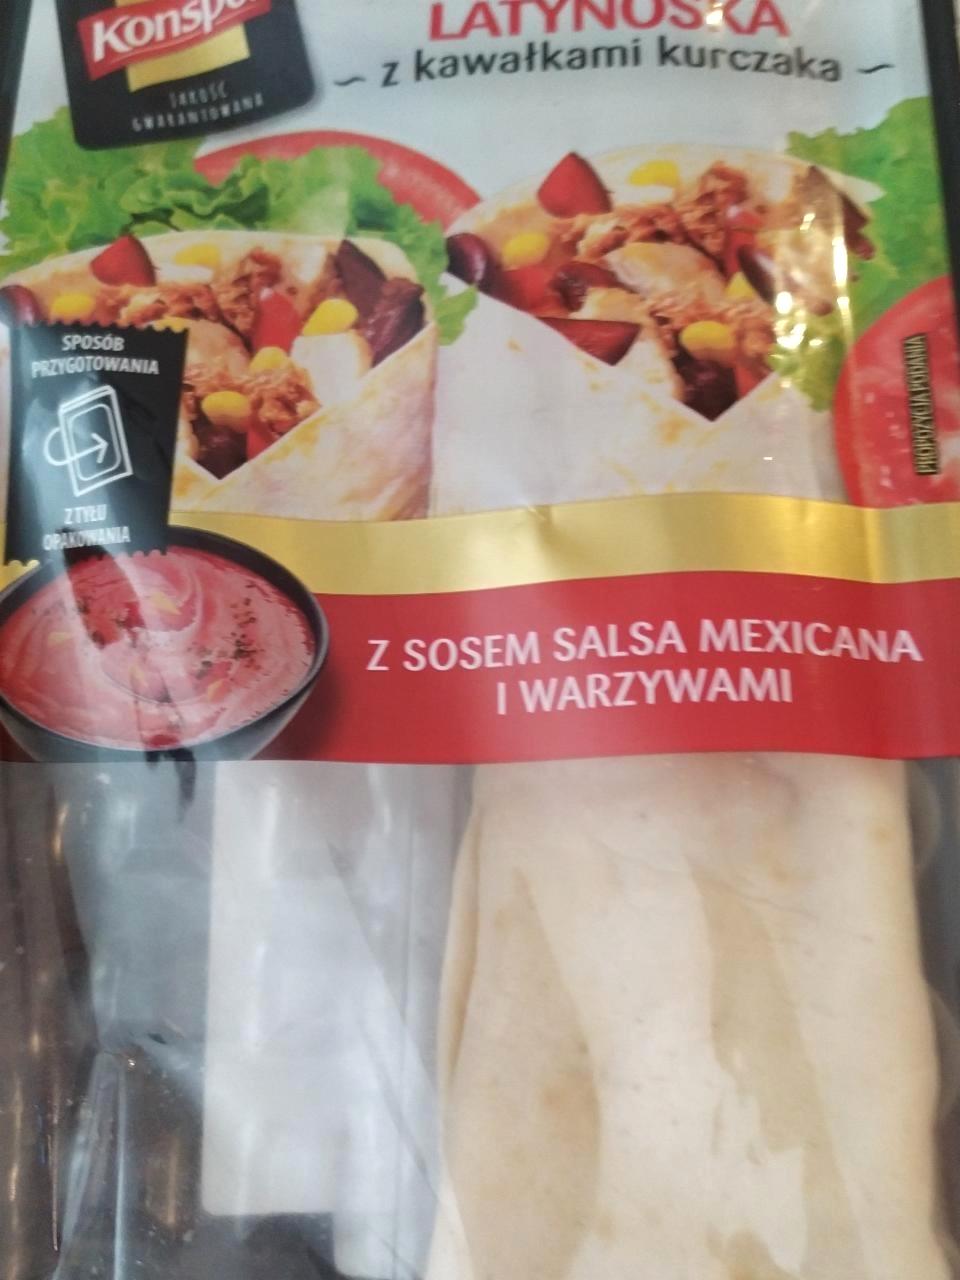 LATYNOSKA
z kawałkami kurczaka
JAKOŚĆ
GWARANTOWANA
SPOSÓB
PRZYGOTOWANIA
Z TYŁU
OPAKOWANIA
PROPOZYCJA PODANIA
Z SOSEM SALSA MEXICANA
I WARZYWAMI